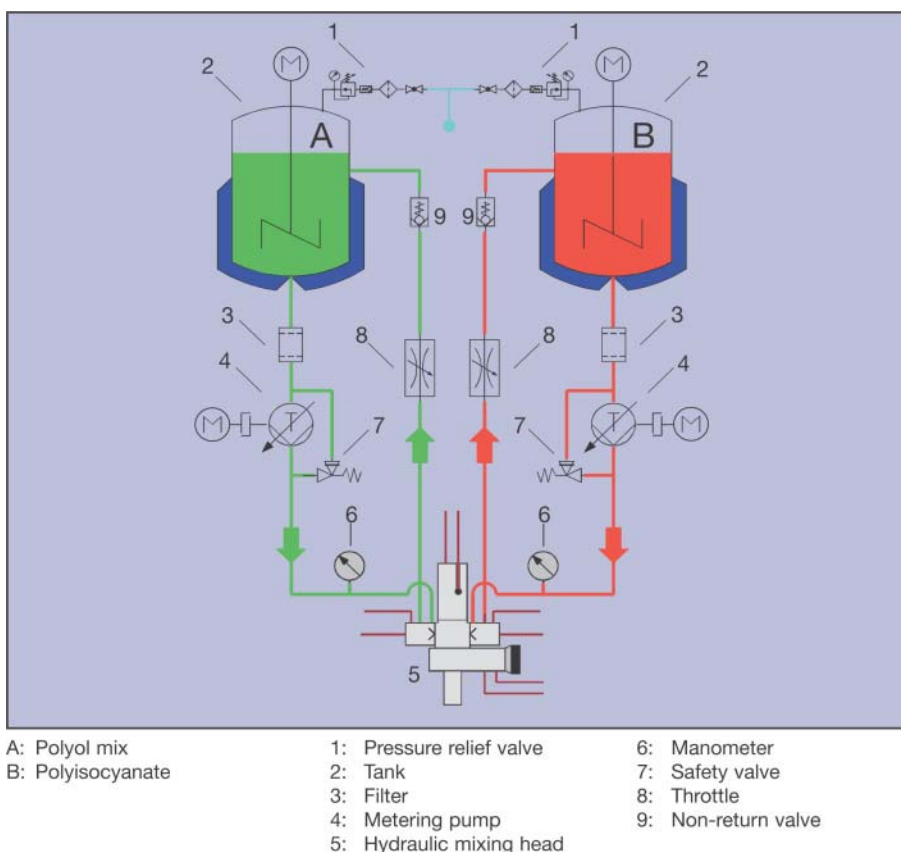 1 1
2 M M 2
A B
9 9
3 3
8 8
4 4
M T T M
7 7
6 6
5
A: Polyol mix
B: Polyisocyanate
1: Pressure relief valve
2: Tank
3: Filter
4: Metering pump
5: Hydraulic mixing head
6: Manometer
7: Safety valve
8: Throttle
9: Non-return valve